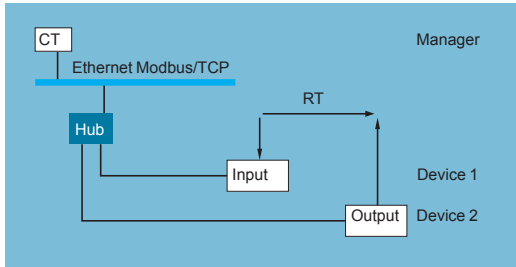 CT
Manager
Ethernet Modbus/TCP
RT
Hub
Input
Device 1
Output
Device 2